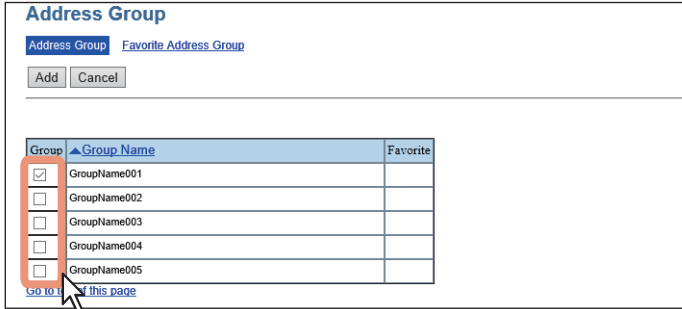 Address Group
Address Group Favorite Address Group
Add Cancel
Group Group Name Favorite
GroupName001
GroupName002
GroupName003
GroupName004
GroupName005
Go to of this page